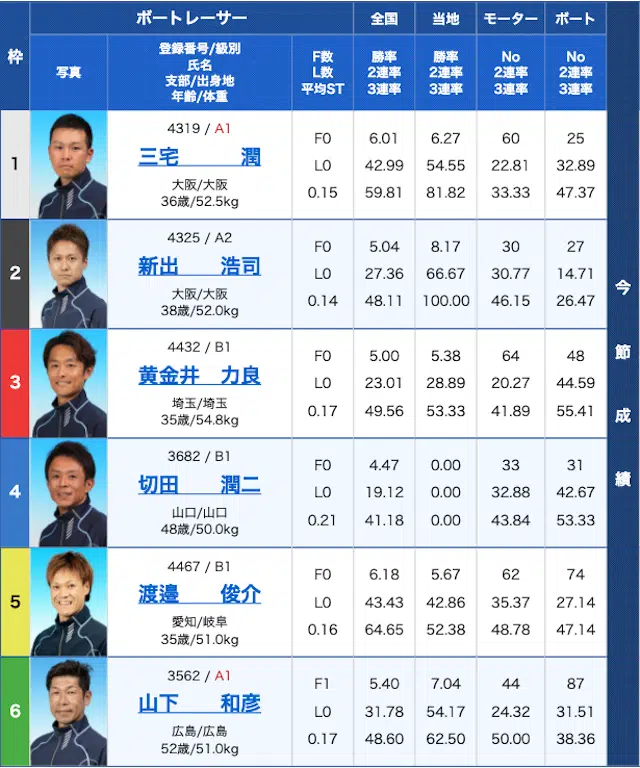 枠 ボートレーサー 全国 当地 モーター ボート
写真
登録番号/級別
氏名
支部/出身地
年齢/体重
F数
L数
平均ST
勝率
2連率
3連率
勝率
2連率
3連率
No
2連率
3連率
No
2連率
3連率
1
4319 / A1
三宅 潤
大阪/大阪
36歳/52.5kg
F0 6.01 6.27 60 25
L0 42.99 54.55 22.81 32.89
0.15 59.81 81.82 33.33 47.37
2
4325 / A2
新出 浩司
大阪/大阪
38歳/52.0kg
F0 5.04 8.17 30 27
L0 27.36 66.67 30.77 14.71
0.14 48.11 100.00 46.15 26.47
3
4432 / B1
黄金井 力良
埼玉/埼玉
35歳/54.8kg
F0 5.00 5.38 64 48
L0 23.01 28.89 20.27 44.59
0.17 49.56 53.33 41.89 55.41
4
3682 / B1
切田 潤二
山口/山口
48歳/50.0kg
F0 4.47 0.00 33 31
L0 19.12 0.00 32.88 42.67
0.21 41.18 0.00 43.84 53.33
5
4467 / B1
渡邉 俊介
愛知/岐阜
35歳/51.0kg
F0 6.18 5.67 62 74
L0 43.43 42.86 35.37 27.14
0.16 64.65 52.38 48.78 47.14
6
3562 / A1
山下 和彦
広島/広島
52歳/51.0kg
F1 5.40 7.04 44 87
L0 31.78 54.17 24.32 31.51
0.17 48.60 62.50 50.00 38.36
今節成績